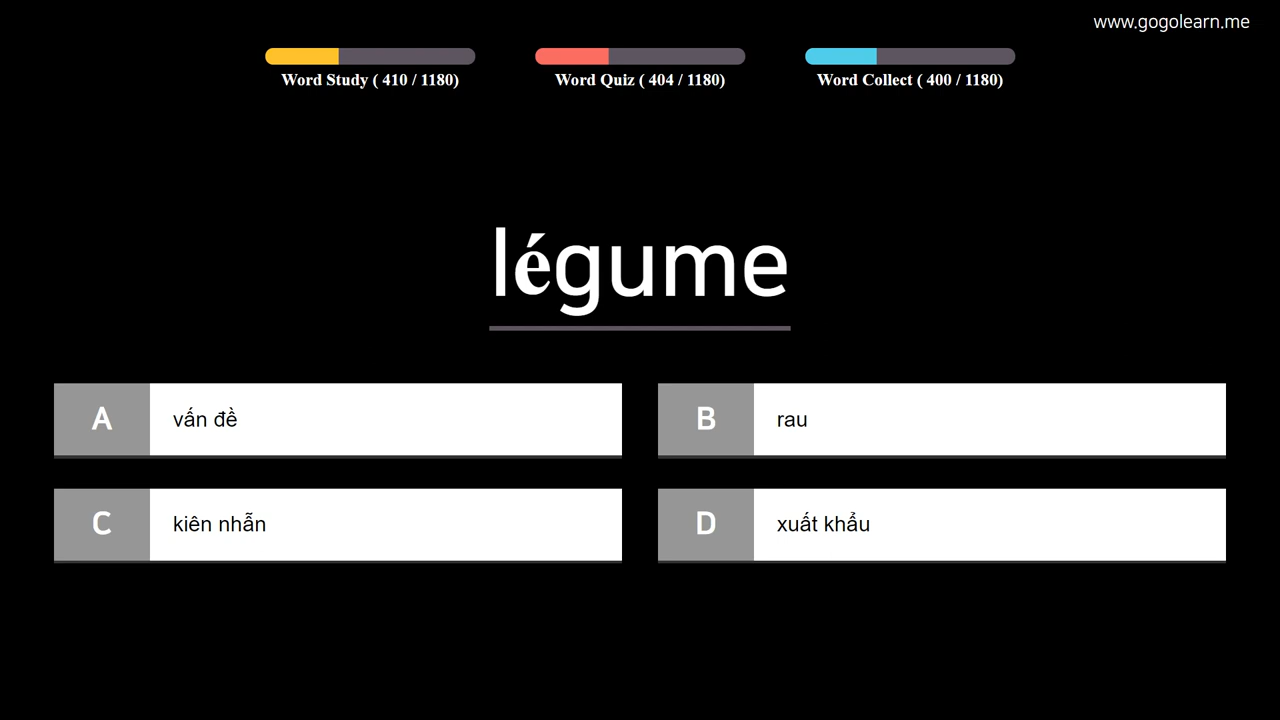 www.gogolearn.me
Word Study ( 410 / 1180)
Word Quiz ( 404 / 1180)
Word Collect ( 400 / 1180)
légume
A vấn đề
B rau
C kiên nhẫn
D xuất khẩu